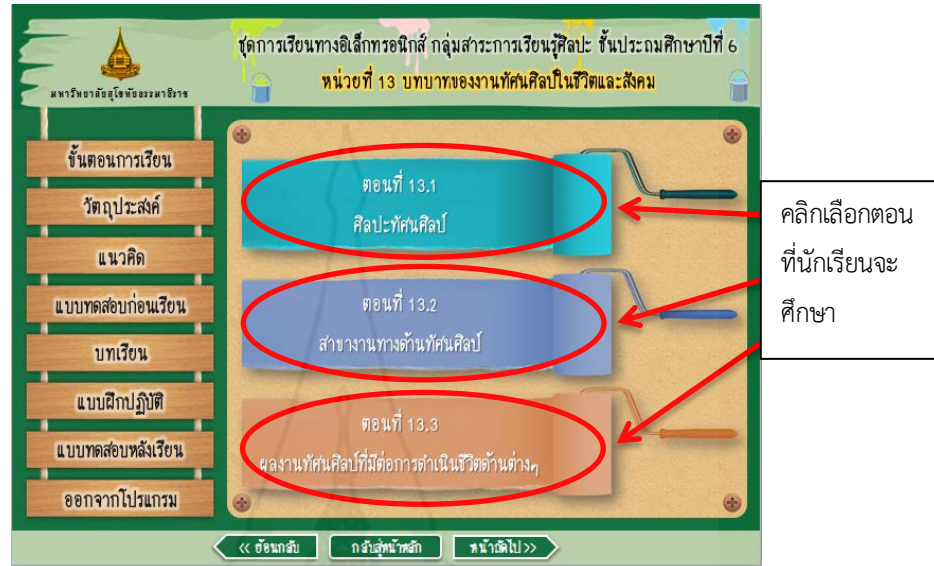 ชุดการเรียนทางอิเล็กทรอนิกส์ กลุ่มสาระการเรียนรู้ศิลปะ ชั้นประถมศึกษาปีที่ 6
หน่วยที่ 13 บทบาทของงานทัศนศิลป์ในชีวิตและสังคม
มหาวิทยาลัยสุโขทัยธรรมาธิราช
ขั้นตอนการเรียน
วัตถุประสงค์
แนวคิด
แบบทดสอบก่อนเรียน
บทเรียน
แบบฝึกปฏิบัติ
แบบทดสอบหลังเรียน
ออกจากโปรแกรม
ตอนที่ 13.1
ศิลปะทัศนศิลป์
ตอนที่ 13.2
สาขางานทางด้านทัศนศิลป์
ตอนที่ 13.3
ผลงานทัศนศิลป์ที่มีต่อการดำเนินชีวิตด้านต่างๆ
คลิกเลือกตอน
ที่นักเรียนจะ
ศึกษา
<< ย้อนกลับ
กลับสู่หน้าหลัก
หน้าถัดไป >>